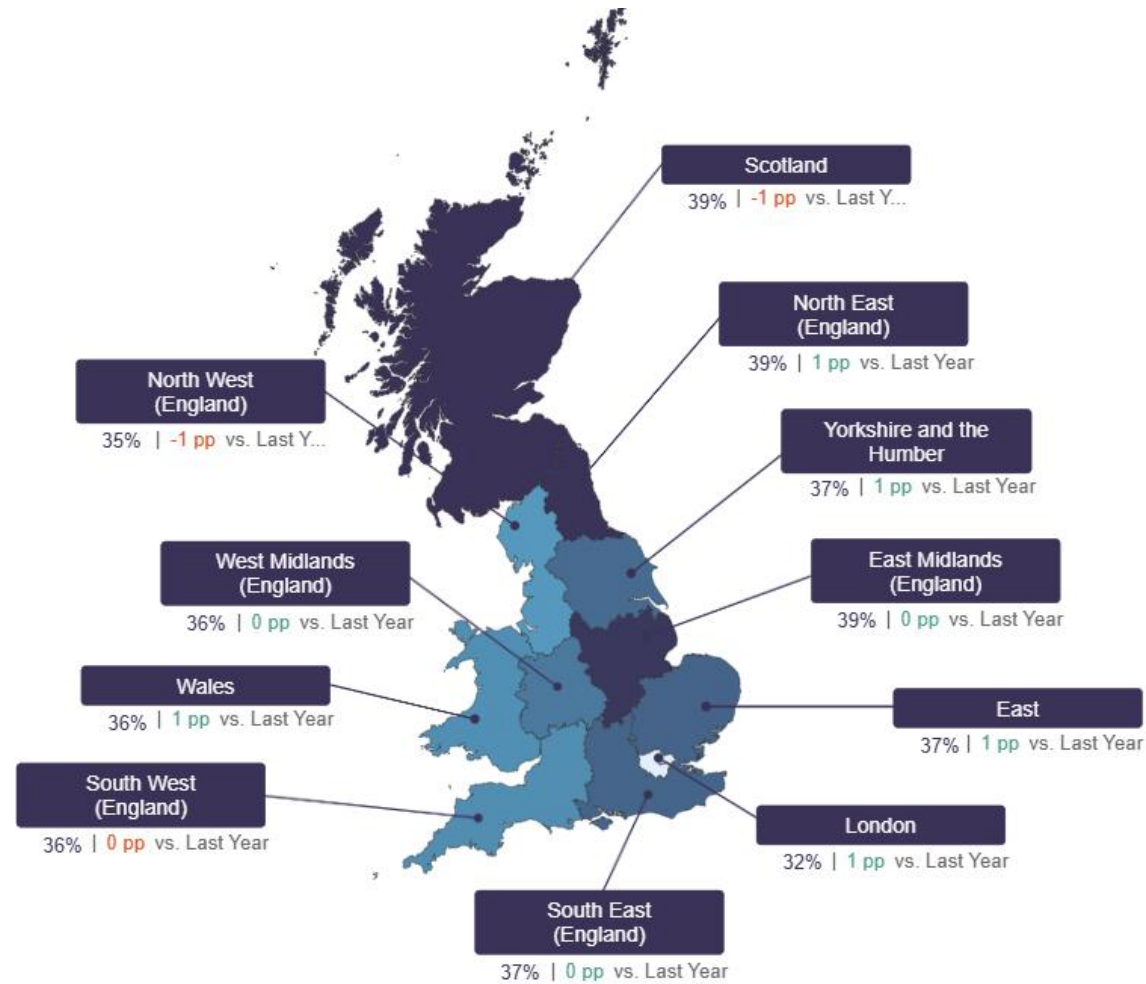 Scotland
39% | -1 pp vs. Last Y...
North East
(England)
39% | 1 pp vs. Last Year
North West
(England)
35% | -1 pp vs. Last Y...
Yorkshire and the
Humber
37% | 1 pp vs. Last Year
West Midlands
(England)
36% | 0 pp vs. Last Year
East Midlands
(England)
39% | 0 pp vs. Last Year
Wales
36% | 1 pp vs. Last Year
East
37% | 1 pp vs. Last Year
South West
(England)
36% | 0 pp vs. Last Year
London
32% | 1 pp vs. Last Year
South East
(England)
37% | 0 pp vs. Last Year